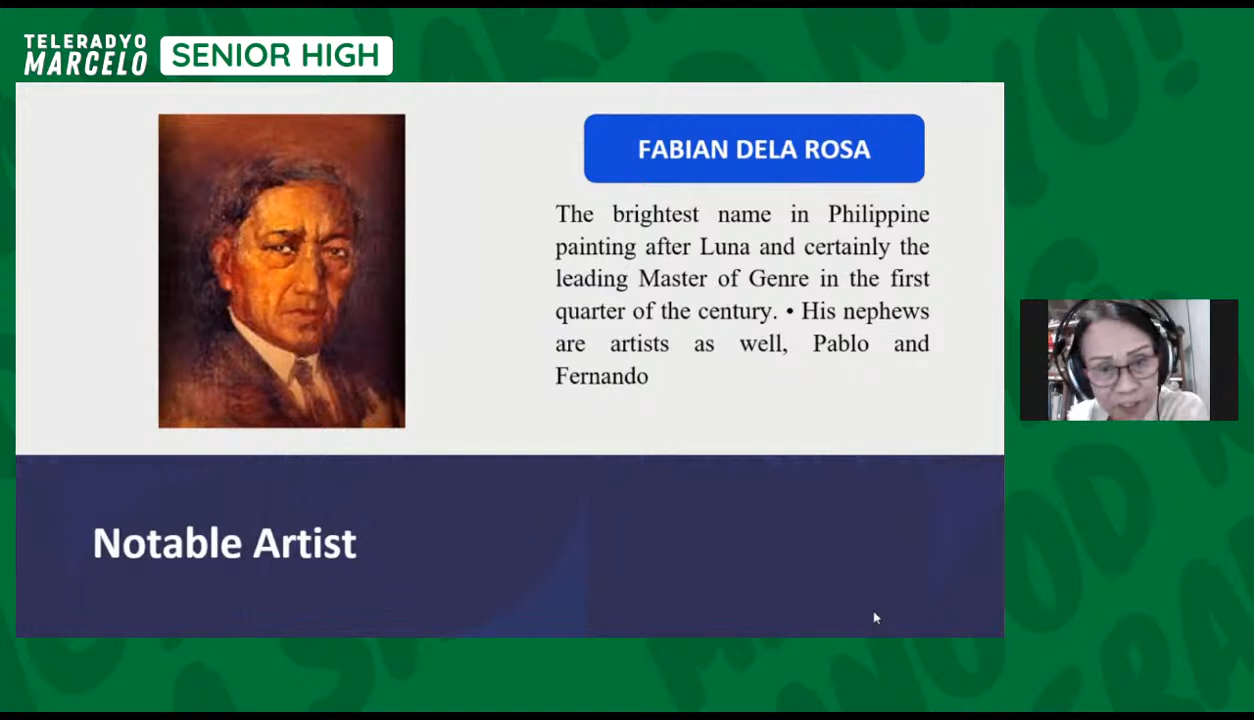 TELERADYO
MARCELO
SENIOR HIGH
FABIAN DELA ROSA
The brightest name in Philippine
painting after Luna and certainly the
leading Master of Genre in the first
quarter of the century. • His nephews
are artists as well, Pablo and
Fernando
Notable Artist